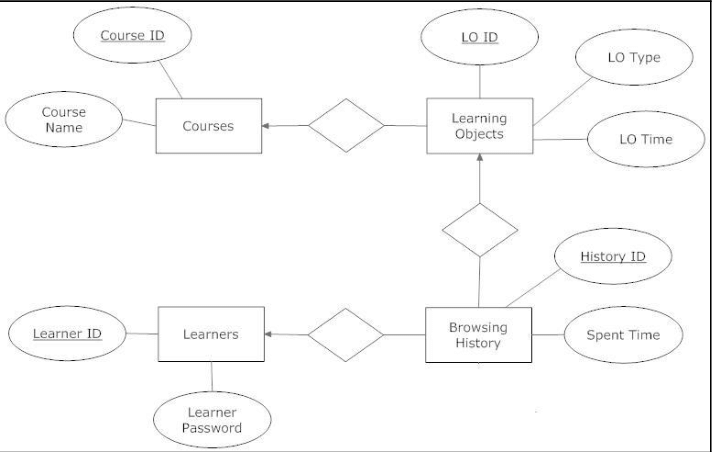 Course ID
LO ID
LO Type
Course
Name
Courses
Learning
Objects
LO Time
History ID
Learner ID
Learners
Browsing
History
Spent Time
Learner
Password